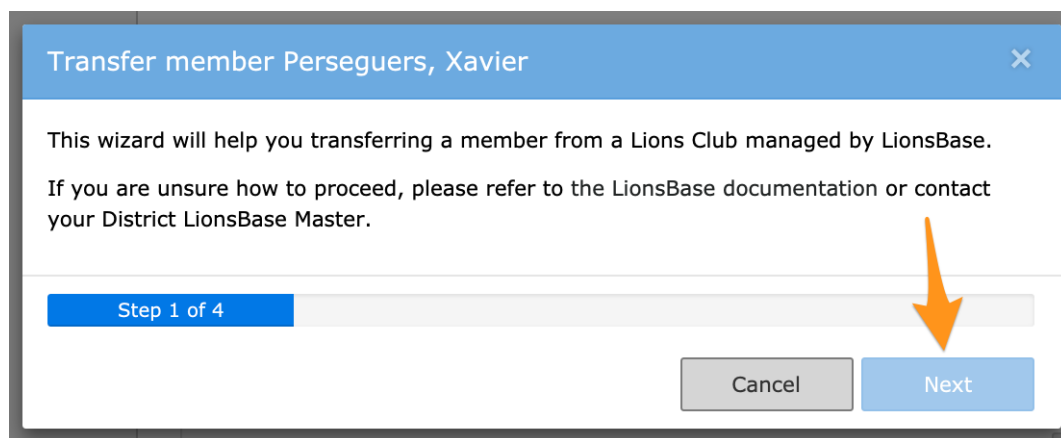 Transfer member Perseguers, Xavier
This wizard will help you transferring a member from a Lions Club managed by LionsBase.
If you are unsure how to proceed, please refer to the LionsBase documentation or contact
your District LionsBase Master.
Step 1 of 4
Cancel
Next